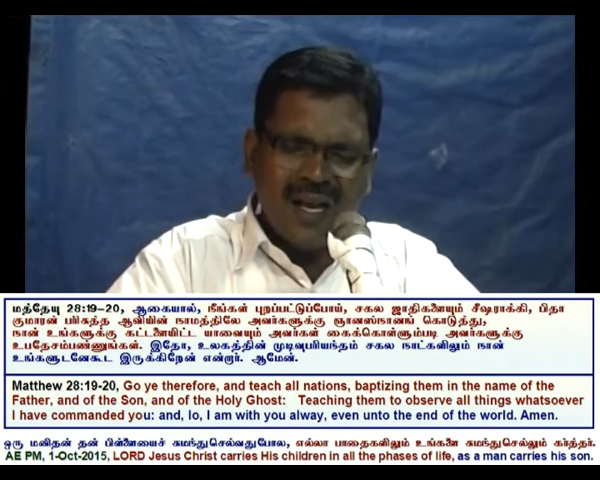 மத்தேயு 28:19–20, ஆகையால், நீங்கள் புறப்பட்டுப்போய், சகல ஜாதிகளையும் சீஷராக்கி, பிதா
குமாரன் பரிசுத்த ஆவியின் நாமத்திலே அவர்களுக்கு ஞானஸ்நானங் கொடுத்து,
நான் உங்களுக்கு கட்டளையிட்ட யாவையும் அவர்கள் கைக்கொள்ளும்படி அவர்களுக்கு
உபதேசம்பண்ணுங்கள். இதோ, உலகத்தின் முடிவுபரியந்தம் சகல நாட்களிலும் நான்
உங்களுடனேகூட இருக்கிறேன் என்றார். ஆமேன்.
Matthew 28:19-20, Go ye therefore, and teach all nations, baptizing them in the name of the
Father, and of the Son, and of the Holy Ghost: Teaching them to observe all things whatsoever
I have commanded you: and, lo, I am with you alway, even unto the end of the world. Amen.
ஒரு மனிதன் தன் பிள்ளையைச் சுமந்துசெல்வதுபோல, எல்லா பாதைகளிலும் உங்களை சுமந்துசெல்லும் கர்த்தர்.
AE PM, 1-Oct-2015, LORD Jesus Christ carries His children in all the phases of life, as a man carries his son.